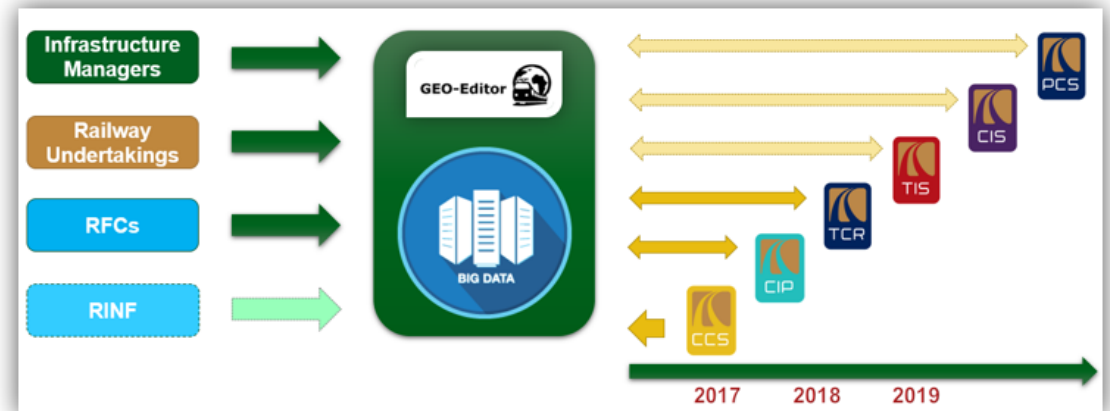 Infrastructure
Managers
Railway
Undertakings
RFCs
RINF
GEO-Editor
BIG DATA
PCS
CIS
TIS
TCR
CIP
CCS
2017
2018
2019